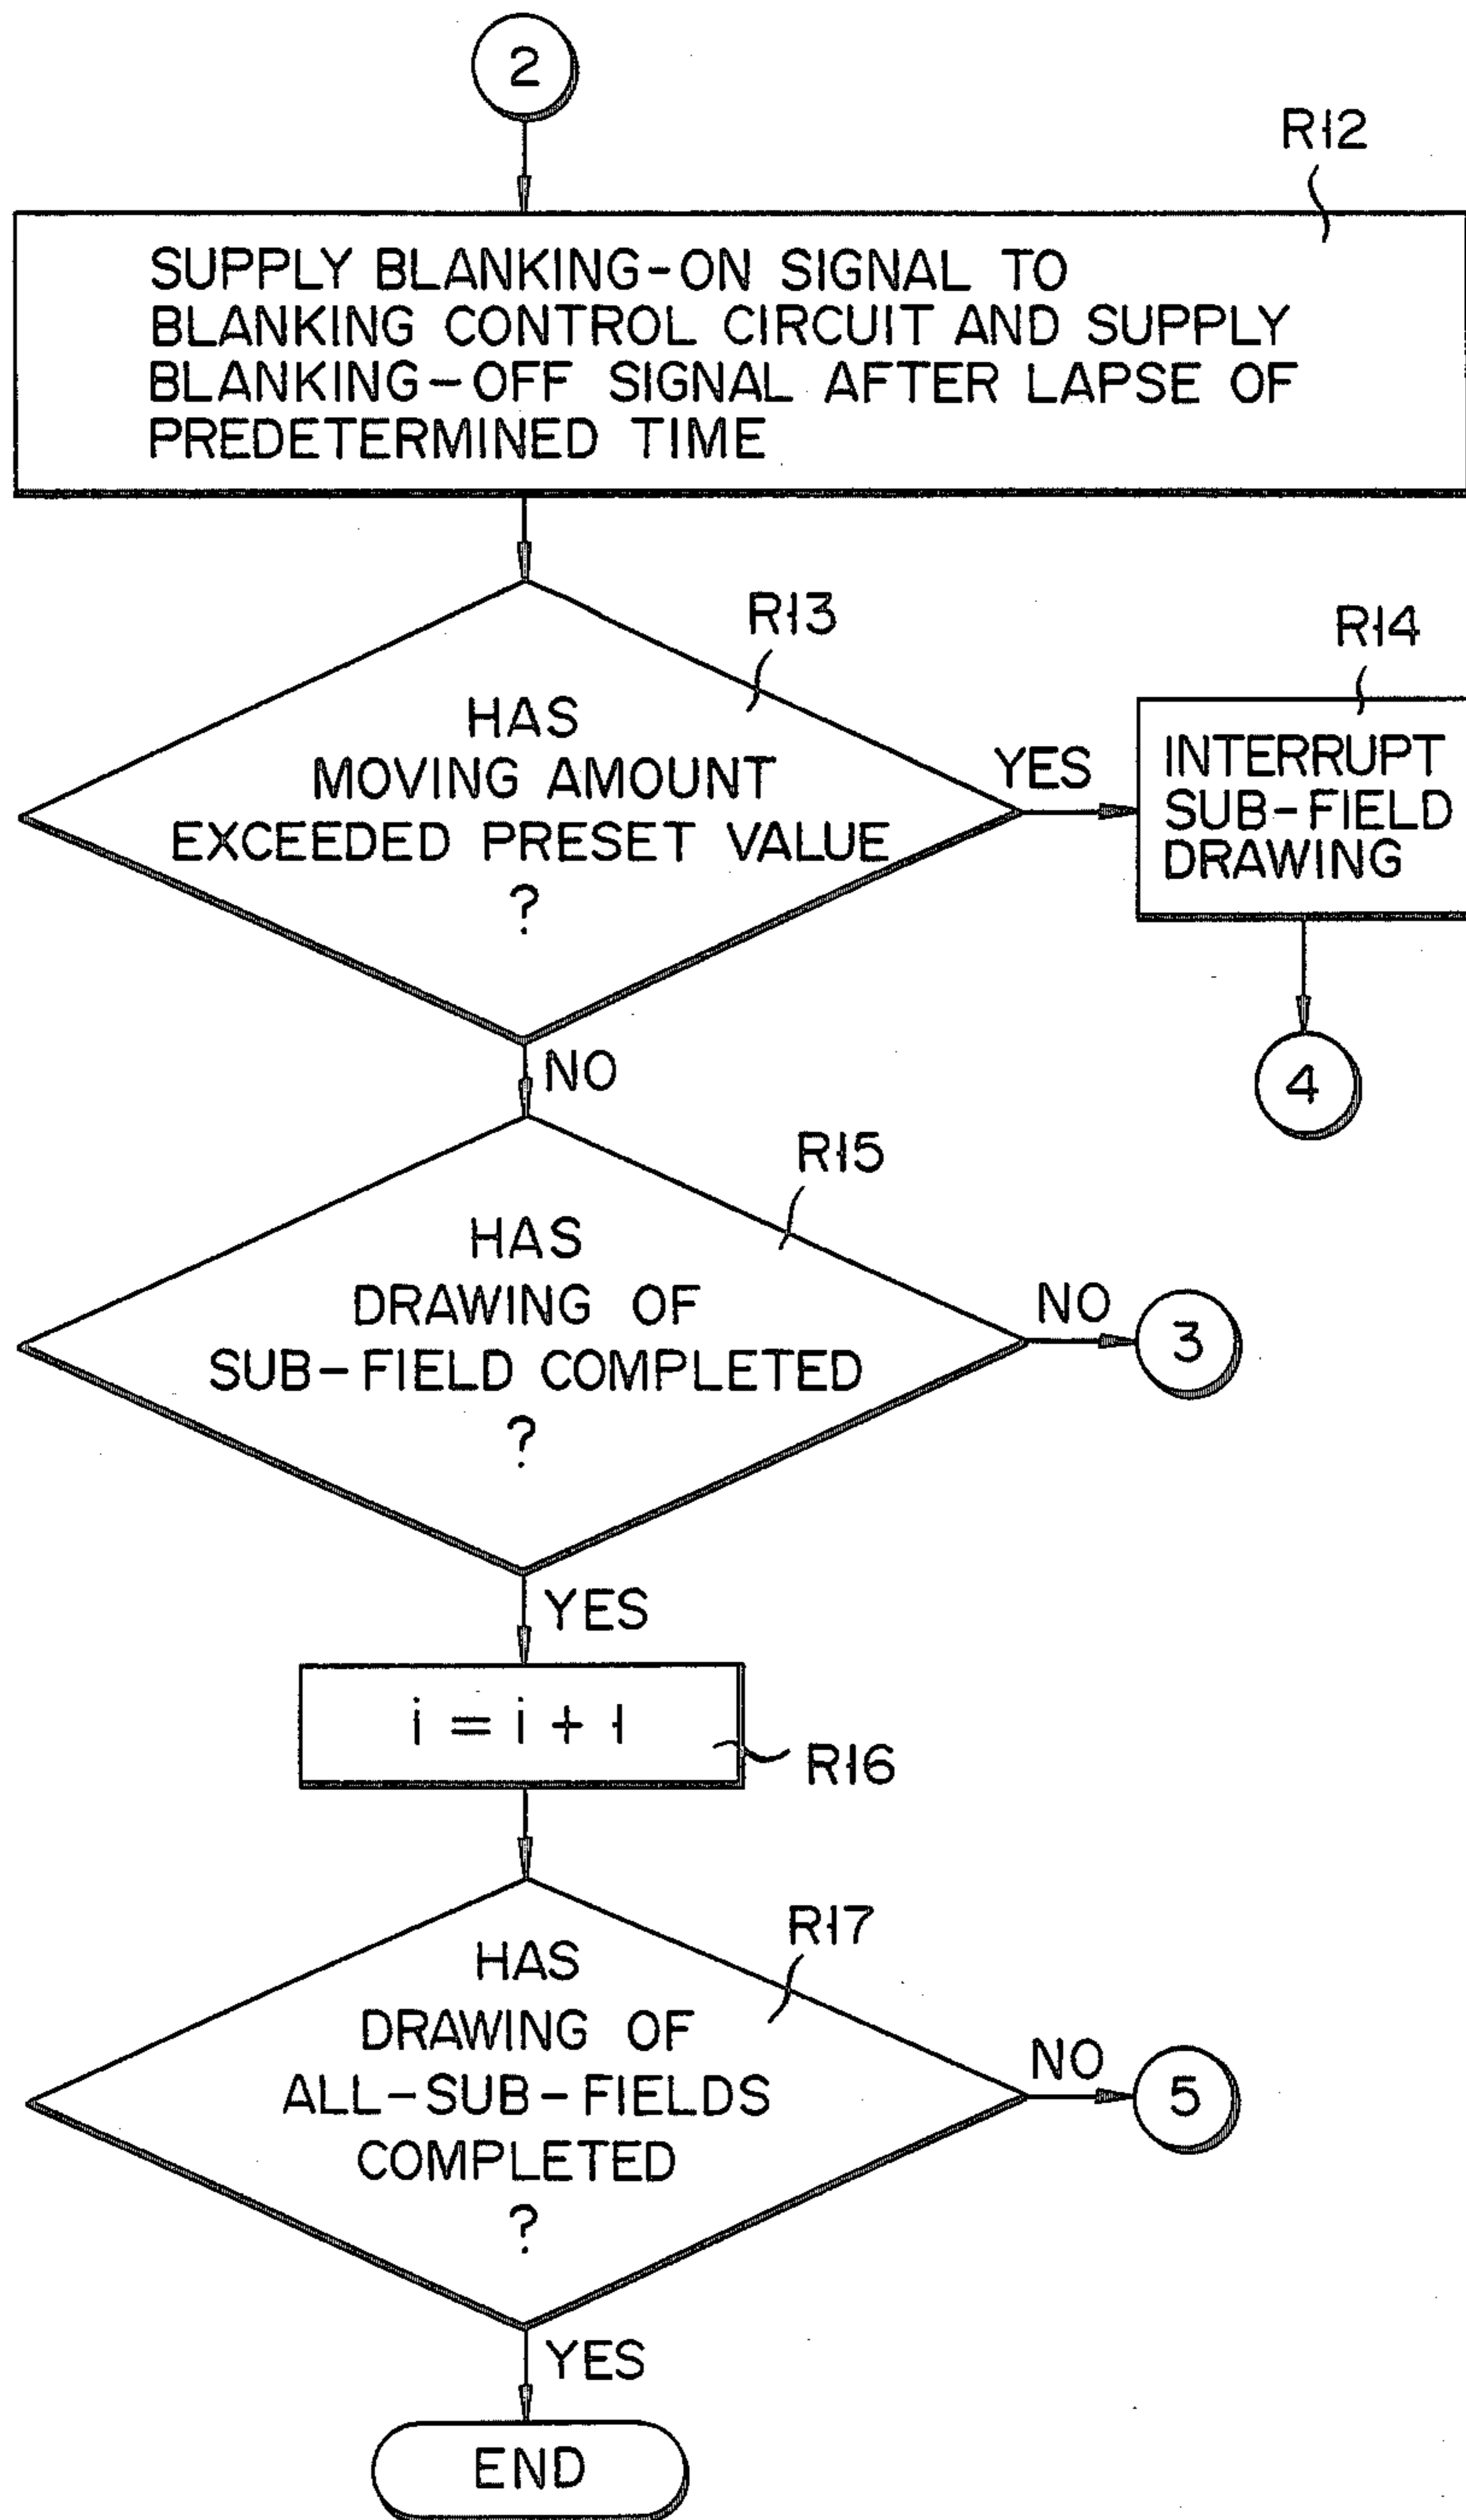 2
R12
SUPPLY BLANKING-ON SIGNAL TO
BLANKING CONTROL CIRCUIT AND SUPPLY
BLANKING-OFF SIGNAL AFTER LAPSE OF
PREDETERMINED TIME
R13
HAS
MOVING AMOUNT
EXCEEDED PRESET VALUE
?
YES
R14
INTERRUPT
SUB-FIELD
DRAWING
4
NO
R15
HAS
DRAWING OF
SUB-FIELD COMPLETED
?
NO
3
YES
i = i + 1
R16
R17
HAS
DRAWING OF
ALL-SUB-FIELDS
COMPLETED
?
NO
5
YES
END